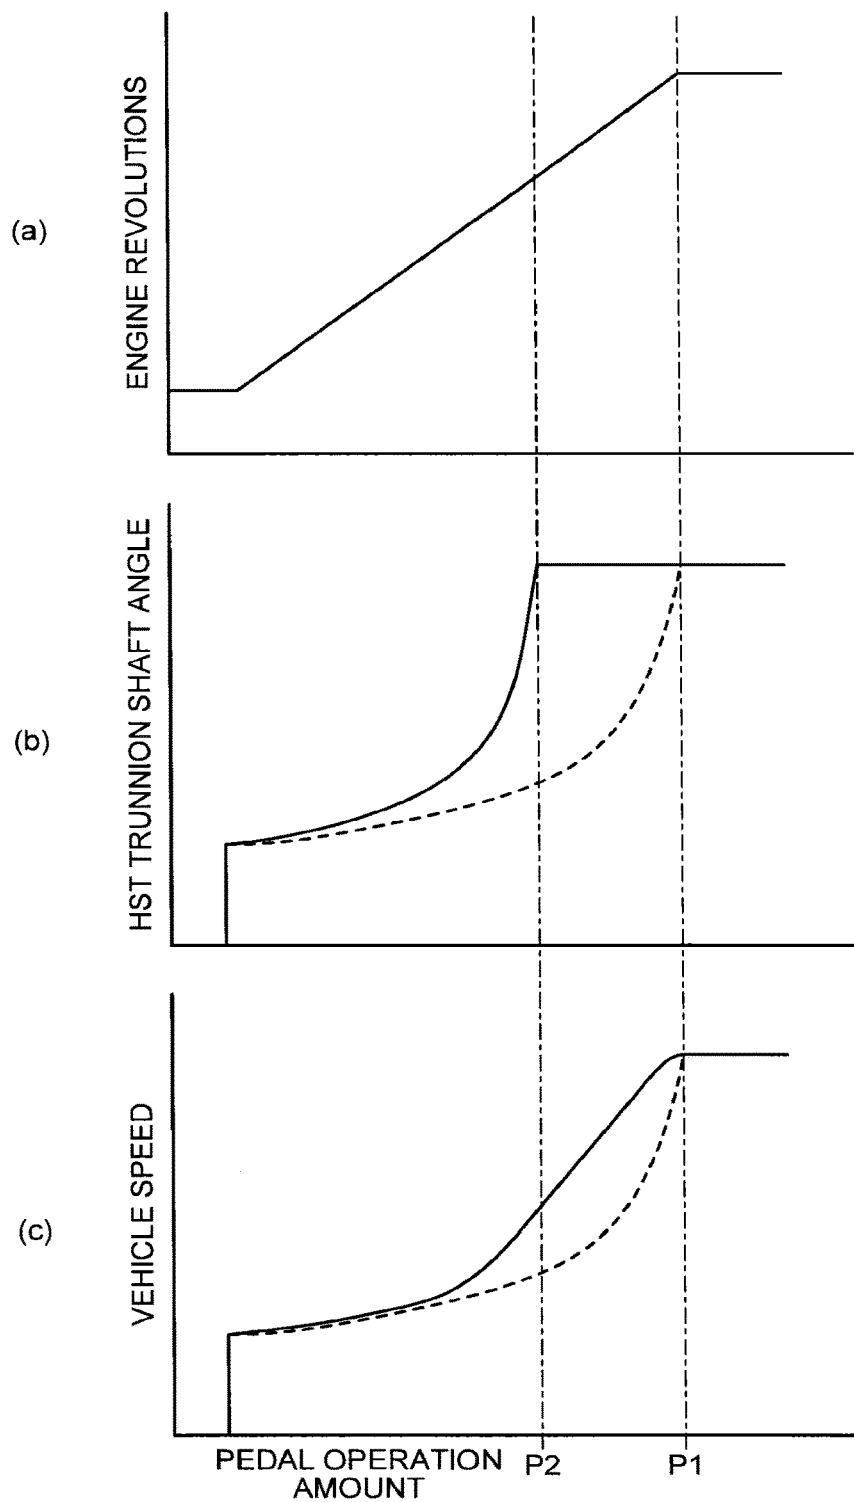 (a)
ENGINE REVOLUTIONS
(b)
HST TRUNNION SHAFT ANGLE
(c)
VEHICLE SPEED
PEDAL OPERATION
AMOUNT
P2
P1